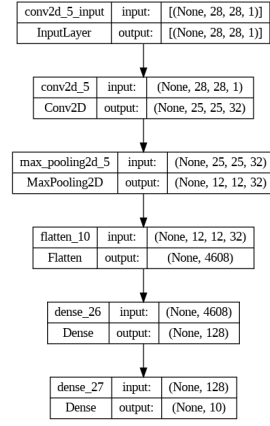 conv2d_5_input input: [(None, 28, 28, 1)]
InputLayer output: [(None, 28, 28, 1)]
conv2d_5 input: (None, 28, 28, 1)
Conv2D output: (None, 25, 25, 32)
max_pooling2d_5 input: (None, 25, 25, 32)
MaxPooling2D output: (None, 12, 12, 32)
flatten_10 input: (None, 12, 12, 32)
Flatten output: (None, 4608)
dense_26 input: (None, 4608)
Dense output: (None, 128)
dense_27 input: (None, 128)
Dense output: (None, 10)